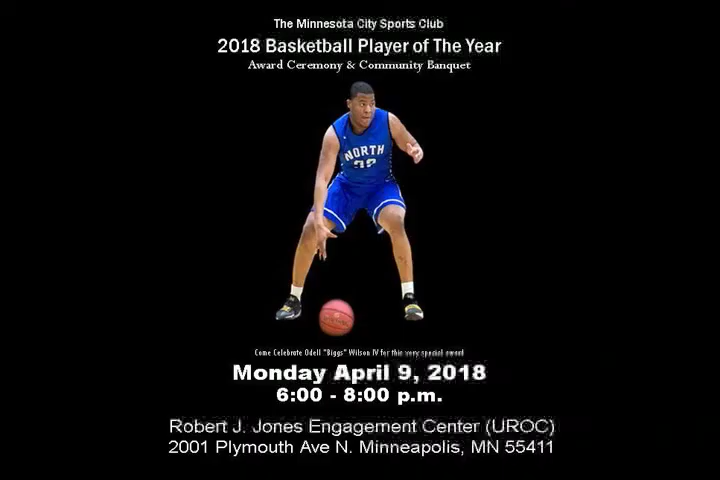 The Minnesota City Sports Club
2018 Basketball Player of The Year
Award Ceremony & Community Banquet
NORTH
32
Come Celebrate Odell "Biggs" Wilson IV for this very special award
Monday April 9, 2018
6:00 - 8:00 p.m.
Robert J. Jones Engagement Center (UROC)
2001 Plymouth Ave N. Minneapolis, MN 55411